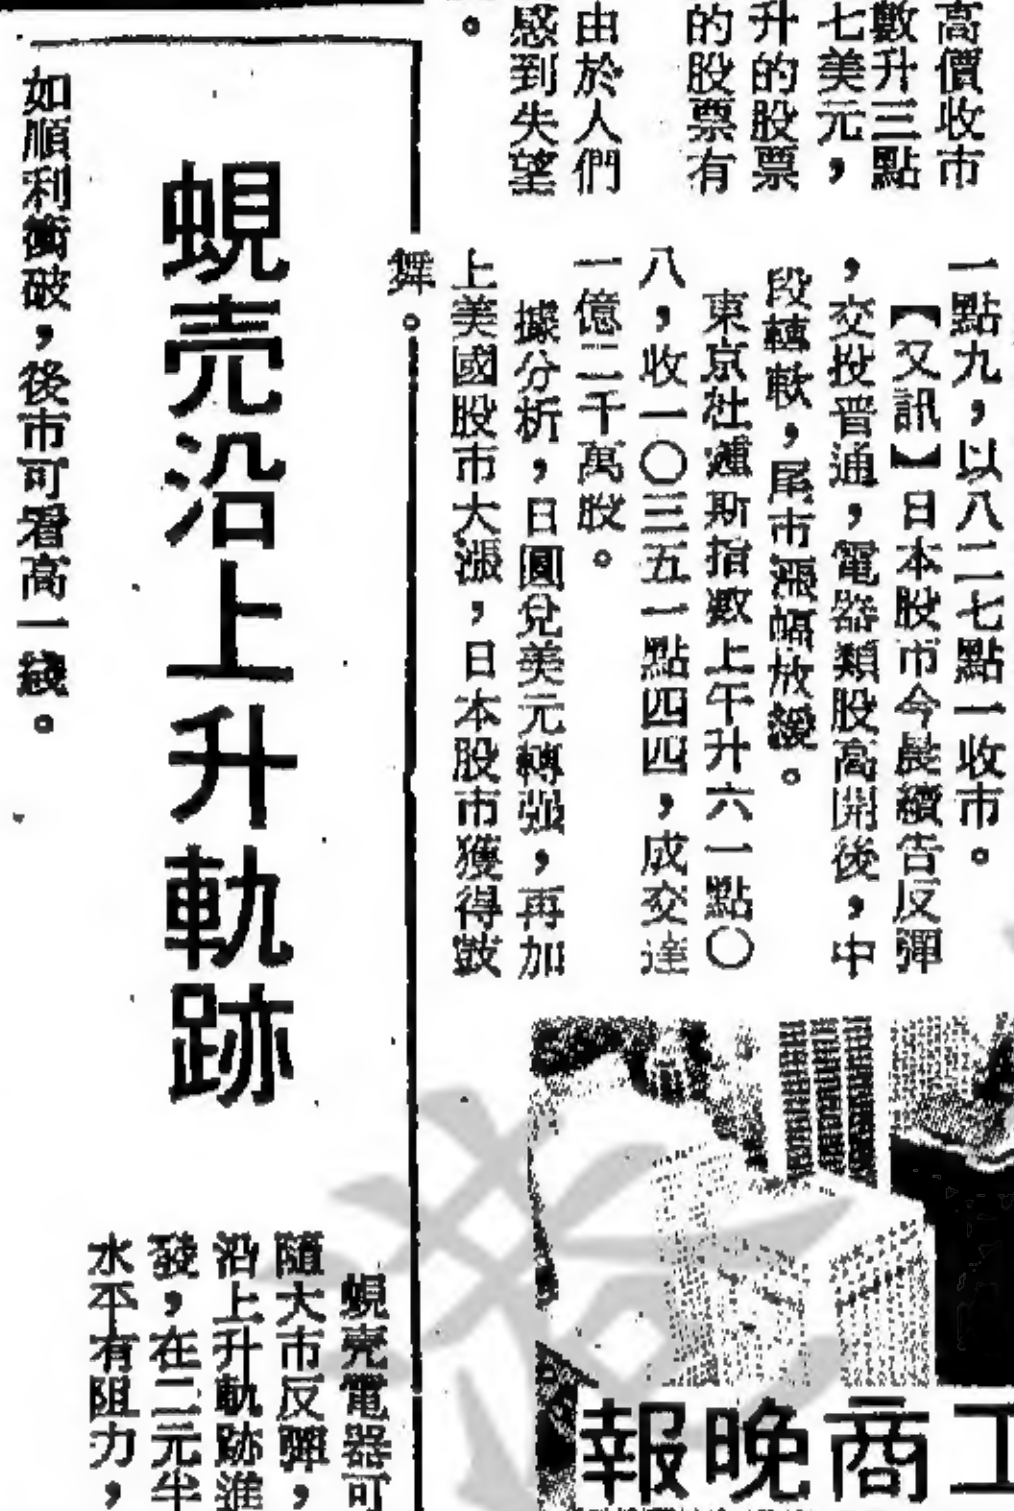 高價收市
數升三點
七美元，
升的股票
的股票有
由於人們
感到失望
。
一點九，以八二七點一收市。
【又訊】日本股市今晨續告反彈
，交投普通，電器類股高開後，中
段轉軟，尾市漲幅放緩。
東京杜瓊斯指數上午升六一點〇
八，收一〇三五一點四四，成交達
一億二千萬股。
據分析，日圓兌美元轉强，再加
上美國股市大漲，日本股市獲得鼓
舞。
蜆壳沿上升軌跡
蜆壳電器可
隨大市反彈，
沿上升軌跡進
發，在二元半
水平有阻力，
如順利衝破，後市可看高一綫。
工商晚報